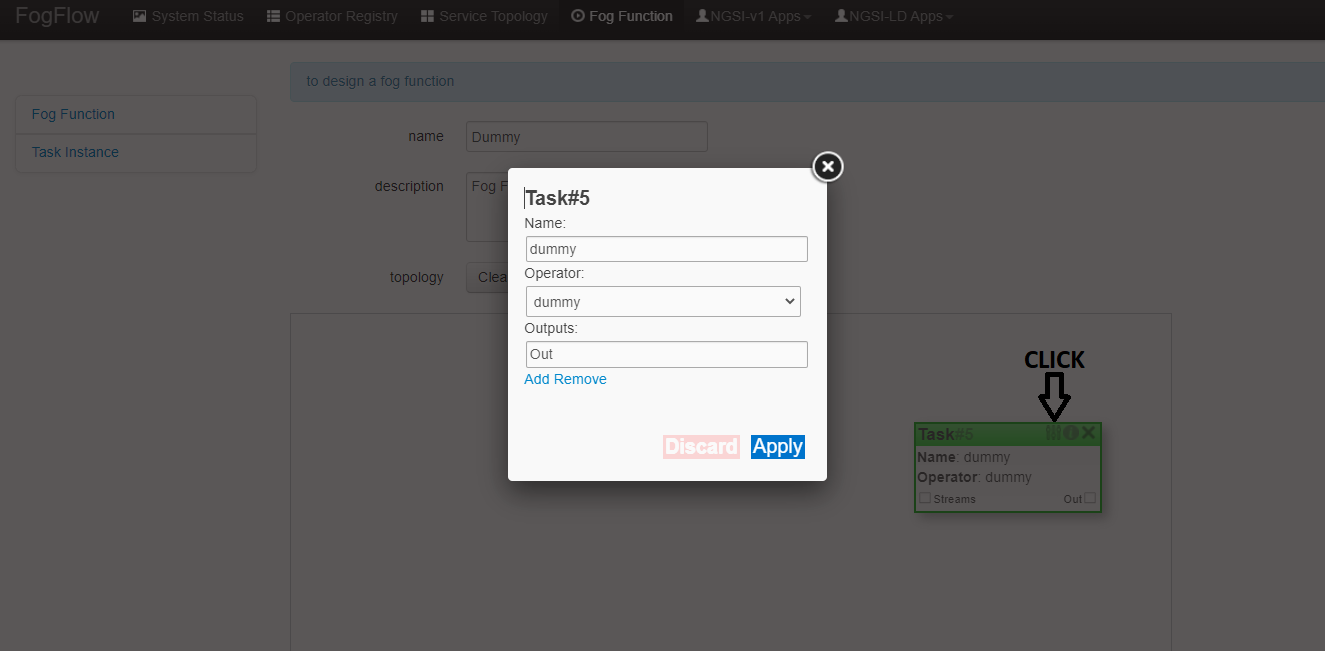 FogFlow System Status Operator Registry Service Topology Fog Function NGSI-v1 Apps NGSI-LD Apps
to design a fog function
Fog Function
Task Instance
name Dummy
description Fog F
topology Clea
Task#5
Name:
dummy
Operator:
dummy
Outputs:
Out
Add Remove
Discard Apply
CLICK
Task#5
Name: dummy
Operator: dummy
Streams Out